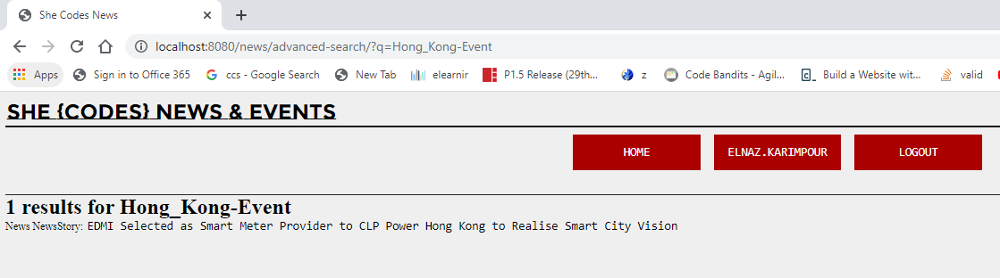 She Codes News
localhost:8080/news/advanced-search/?q=Hong_Kong-Event
Apps Sign in to Office 365 ccs - Google Search New Tab elearnir P1.5 Release (29th... z Code Bandits - Agil... Build a Website wit... valid
SHE {CODES} NEWS & EVENTS
HOME ELNAZ.KARIMPOUR LOGOUT
1 results for Hong_Kong-Event
News NewsStory: EDMI Selected as Smart Meter Provider to CLP Power Hong Kong to Realise Smart City Vision